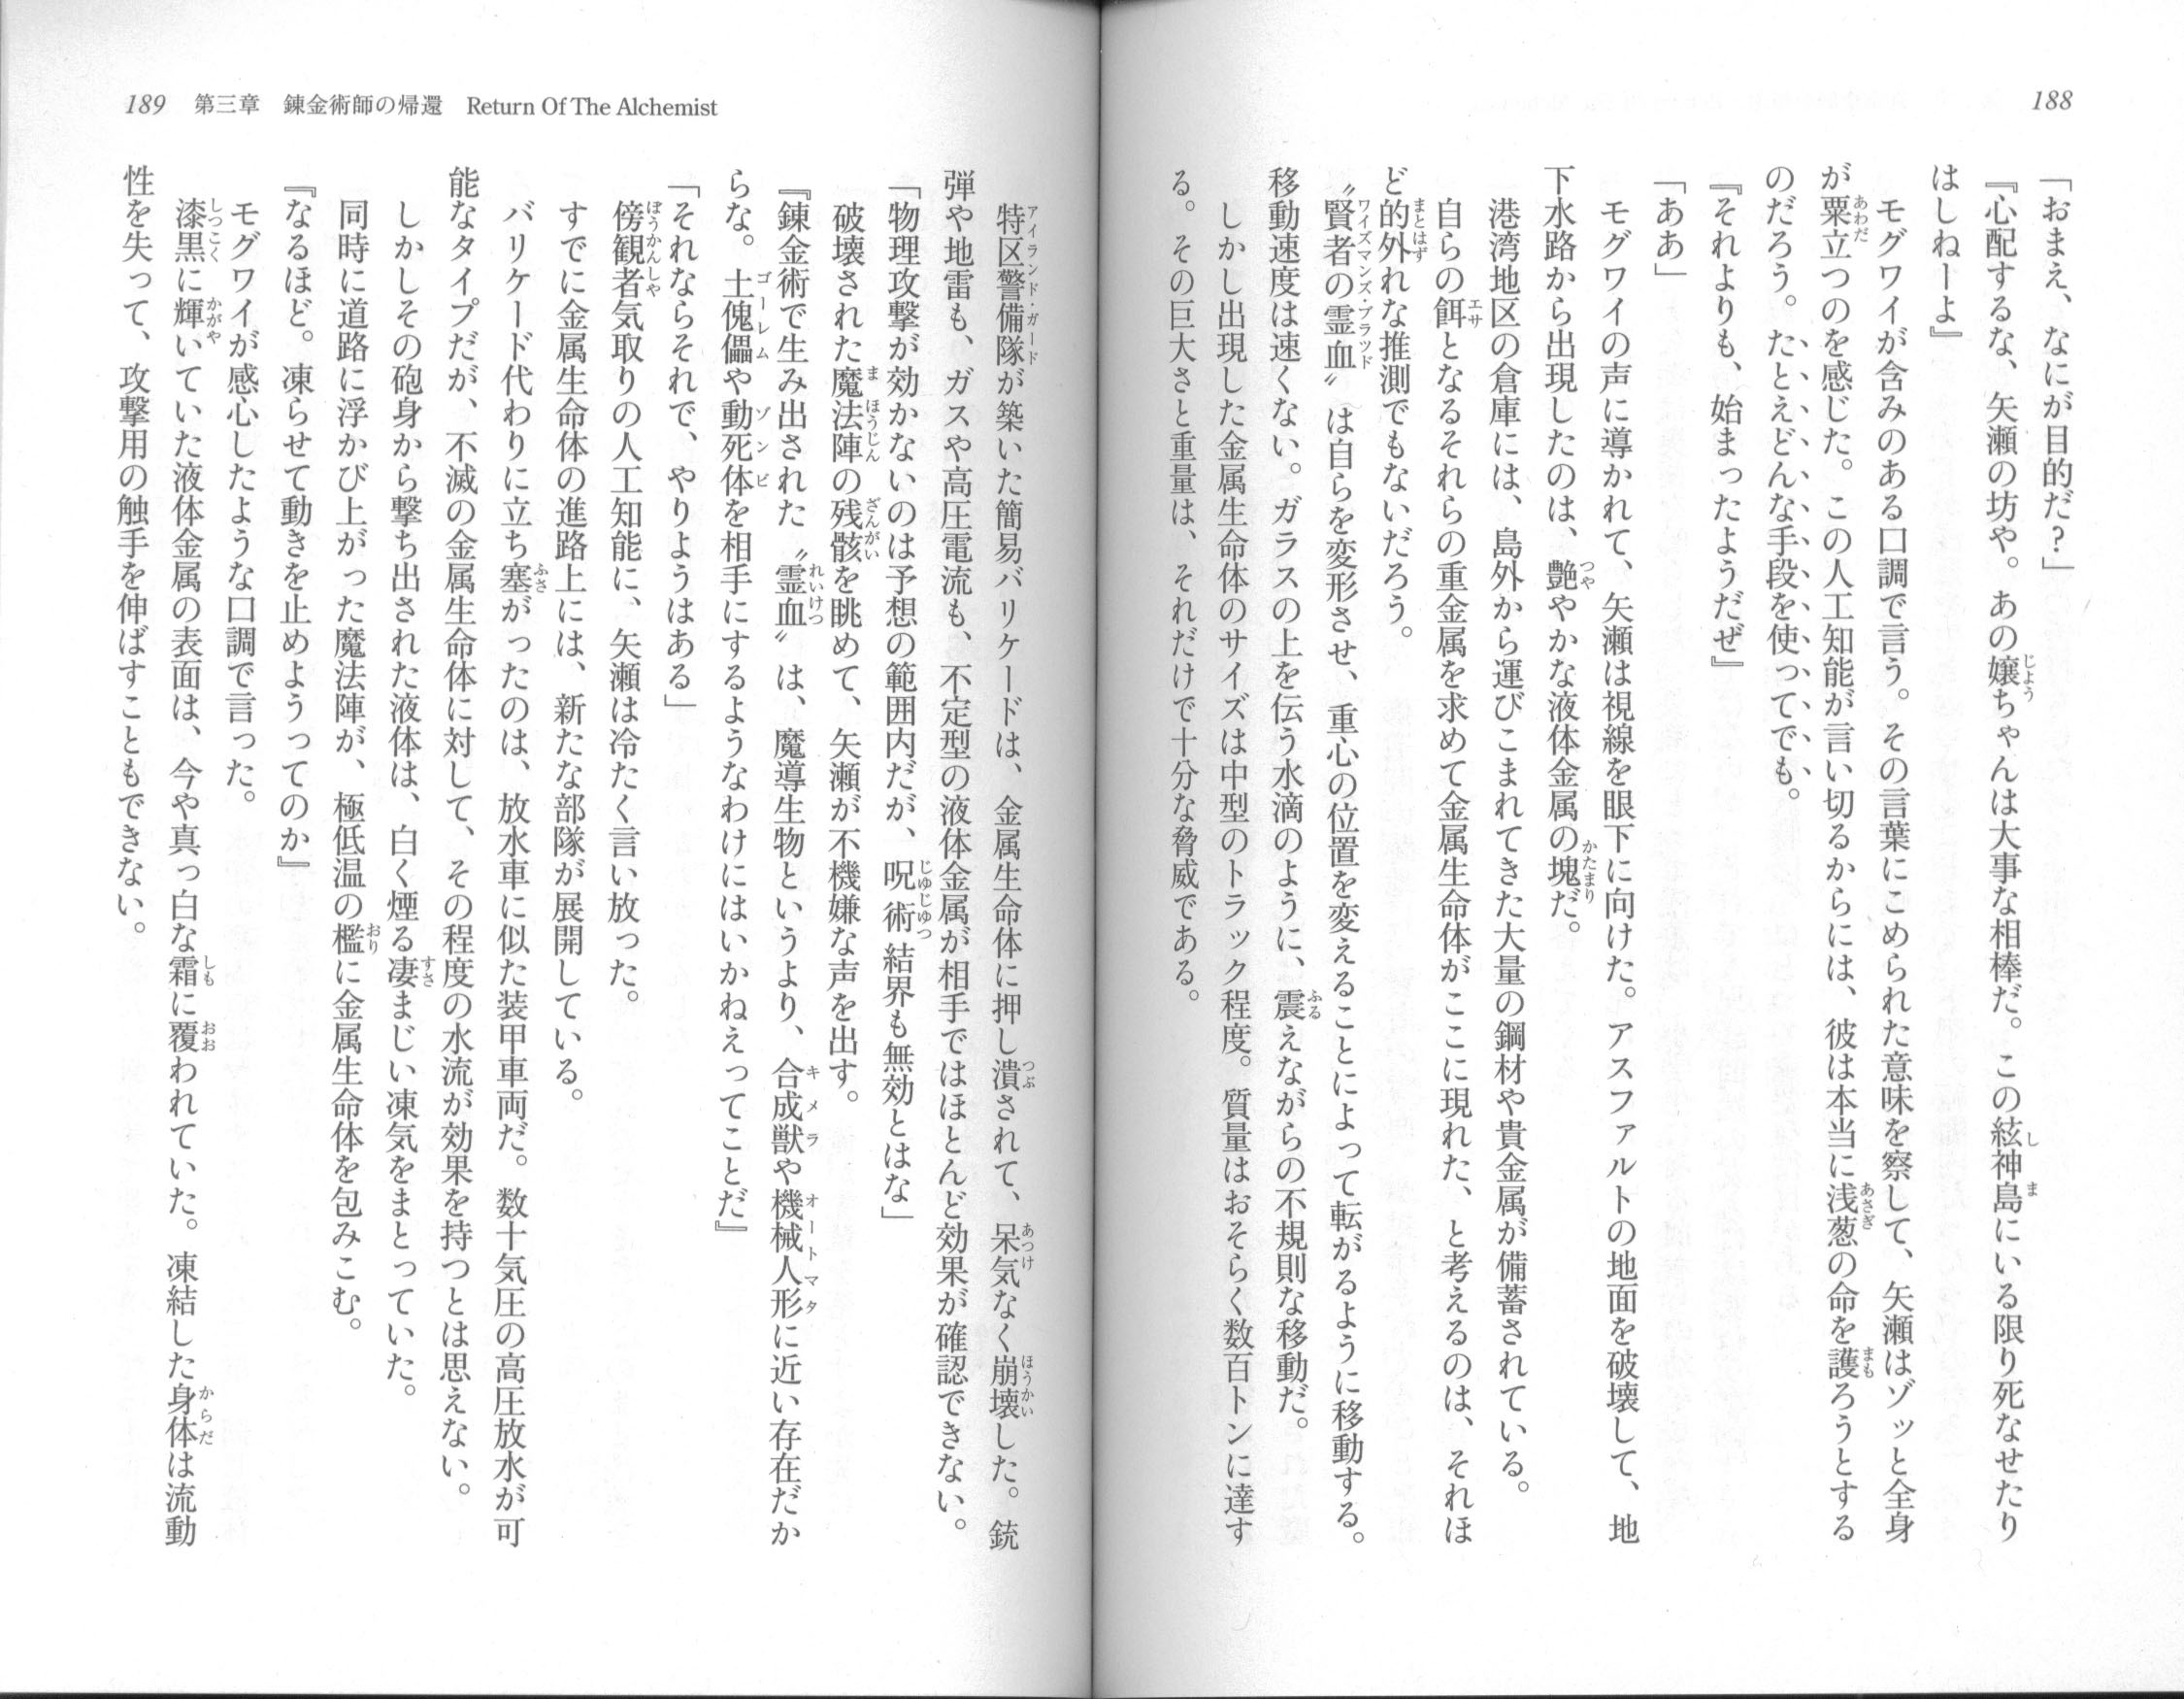 188
「おまえ、なにが目的だ?」
『心配するな、矢瀬の坊や。あの嬢ちゃんは大事な相棒だ。この絃神島にいる限り死なせたり
はしねーよ』
モグワイが含みのある口調で言う。その言葉にこめられた意味を察して、矢瀬はゾッと全身
が粟立つのを感じた。この人工知能が言い切るからには、彼は本当に浅葱の命を護ろうとする
のだろう。たとえどんな手段を使ってでも。
『それよりも、始まったようだぜ』
「ああ」
モグワイの声に導かれて、矢瀬は視線を眼下に向けた。アスファルトの地面を破壊して、地
下水路から出現したのは、艶やかな液体金属の塊だ。
港湾地区の倉庫には、島外から運びこまれてきた大量の鋼材や貴金属が備蓄されている。
自らの餌となるそれらの重金属を求めて金属生命体がここに現れた、と考えるのは、それほ
ど的外れな推測でもないだろう。
〝賢者の霊血〟は自らを変形させ、重心の位置を変えることによって転がるように移動する。
移動速度は速くない。ガラスの上を伝う水滴のように、震えながらの不規則な移動だ。
しかし出現した金属生命体のサイズは中型のトラック程度。質量はおそらく数百トンに達す
る。その巨大さと重量は、それだけで十分な脅威である。
189 第三章 錬金術師の帰還 Return Of The Alchemist
特区警備隊が築いた簡易バリケードは、金属生命体に押し潰されて、呆気なく崩壊した。銃
弾や地雷も、ガスや高圧電流も、不定型の液体金属が相手ではほとんど効果が確認できない。
「物理攻撃が効かないのは予想の範囲内だが、呪術結界も無効とはな」
破壊された魔法陣の残骸を眺めて、矢瀬が不機嫌な声を出す。
『錬金術で生み出された〝霊血〟は、魔導生物というより、合成獣や機械人形に近い存在だか
らな。土傀儡や動死体を相手にするようなわけにはいかねえってことだ』
「それならそれで、やりようはある」
傍観者気取りの人工知能に、矢瀬は冷たく言い放った。
すでに金属生命体の進路上には、新たな部隊が展開している。
バリケード代わりに立ち塞がったのは、放水車に似た装甲車両だ。数十気圧の高圧放水が可
能なタイプだが、不滅の金属生命体に対して、その程度の水流が効果を持つとは思えない。
しかしその砲身から撃ち出された液体は、白く煙る凄まじい凍気をまとっていた。
同時に道路に浮かび上がった魔法陣が、極低温の檻に金属生命体を包みこむ。
『なるほど。凍らせて動きを止めようってのか』
モグワイが感心したような口調で言った。
漆黒に輝いていた液体金属の表面は、今や真っ白な霜に覆われていた。凍結した身体は流動
性を失って、攻撃用の触手を伸ばすこともできない。